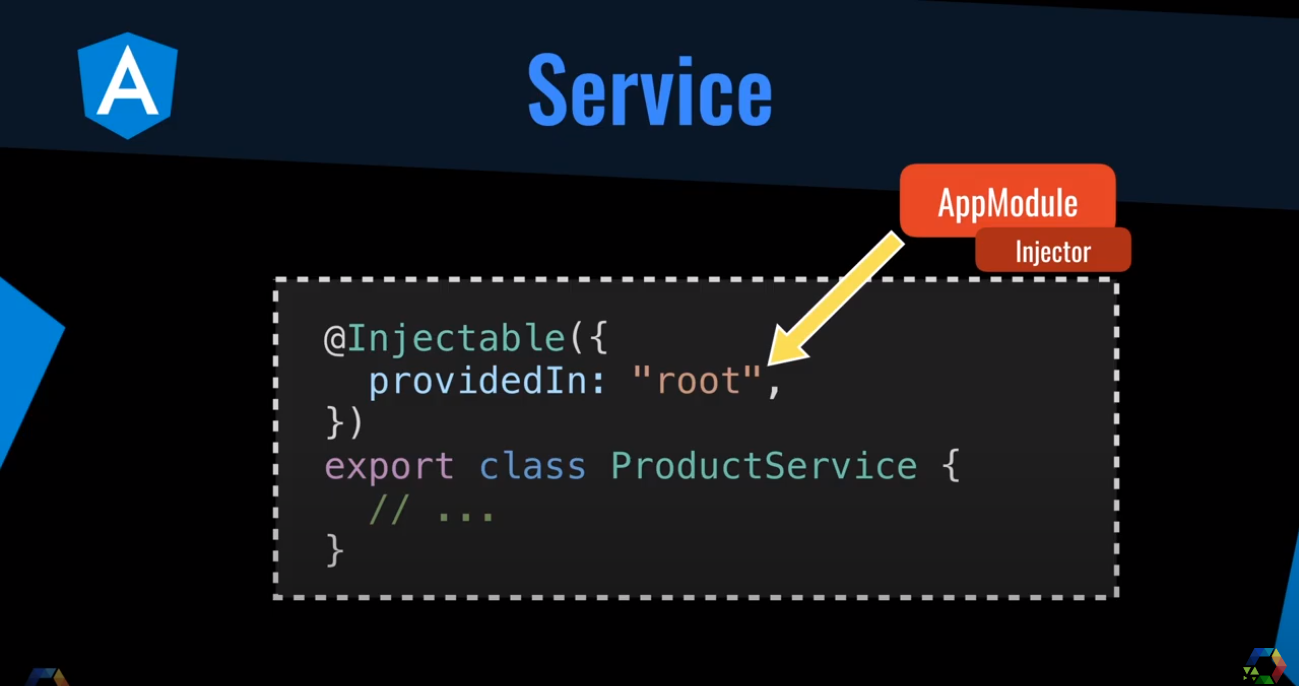 A
Service
AppModule
Injector
@Injectable({
  providedIn: "root",
})
export class ProductService {
  // ...
}